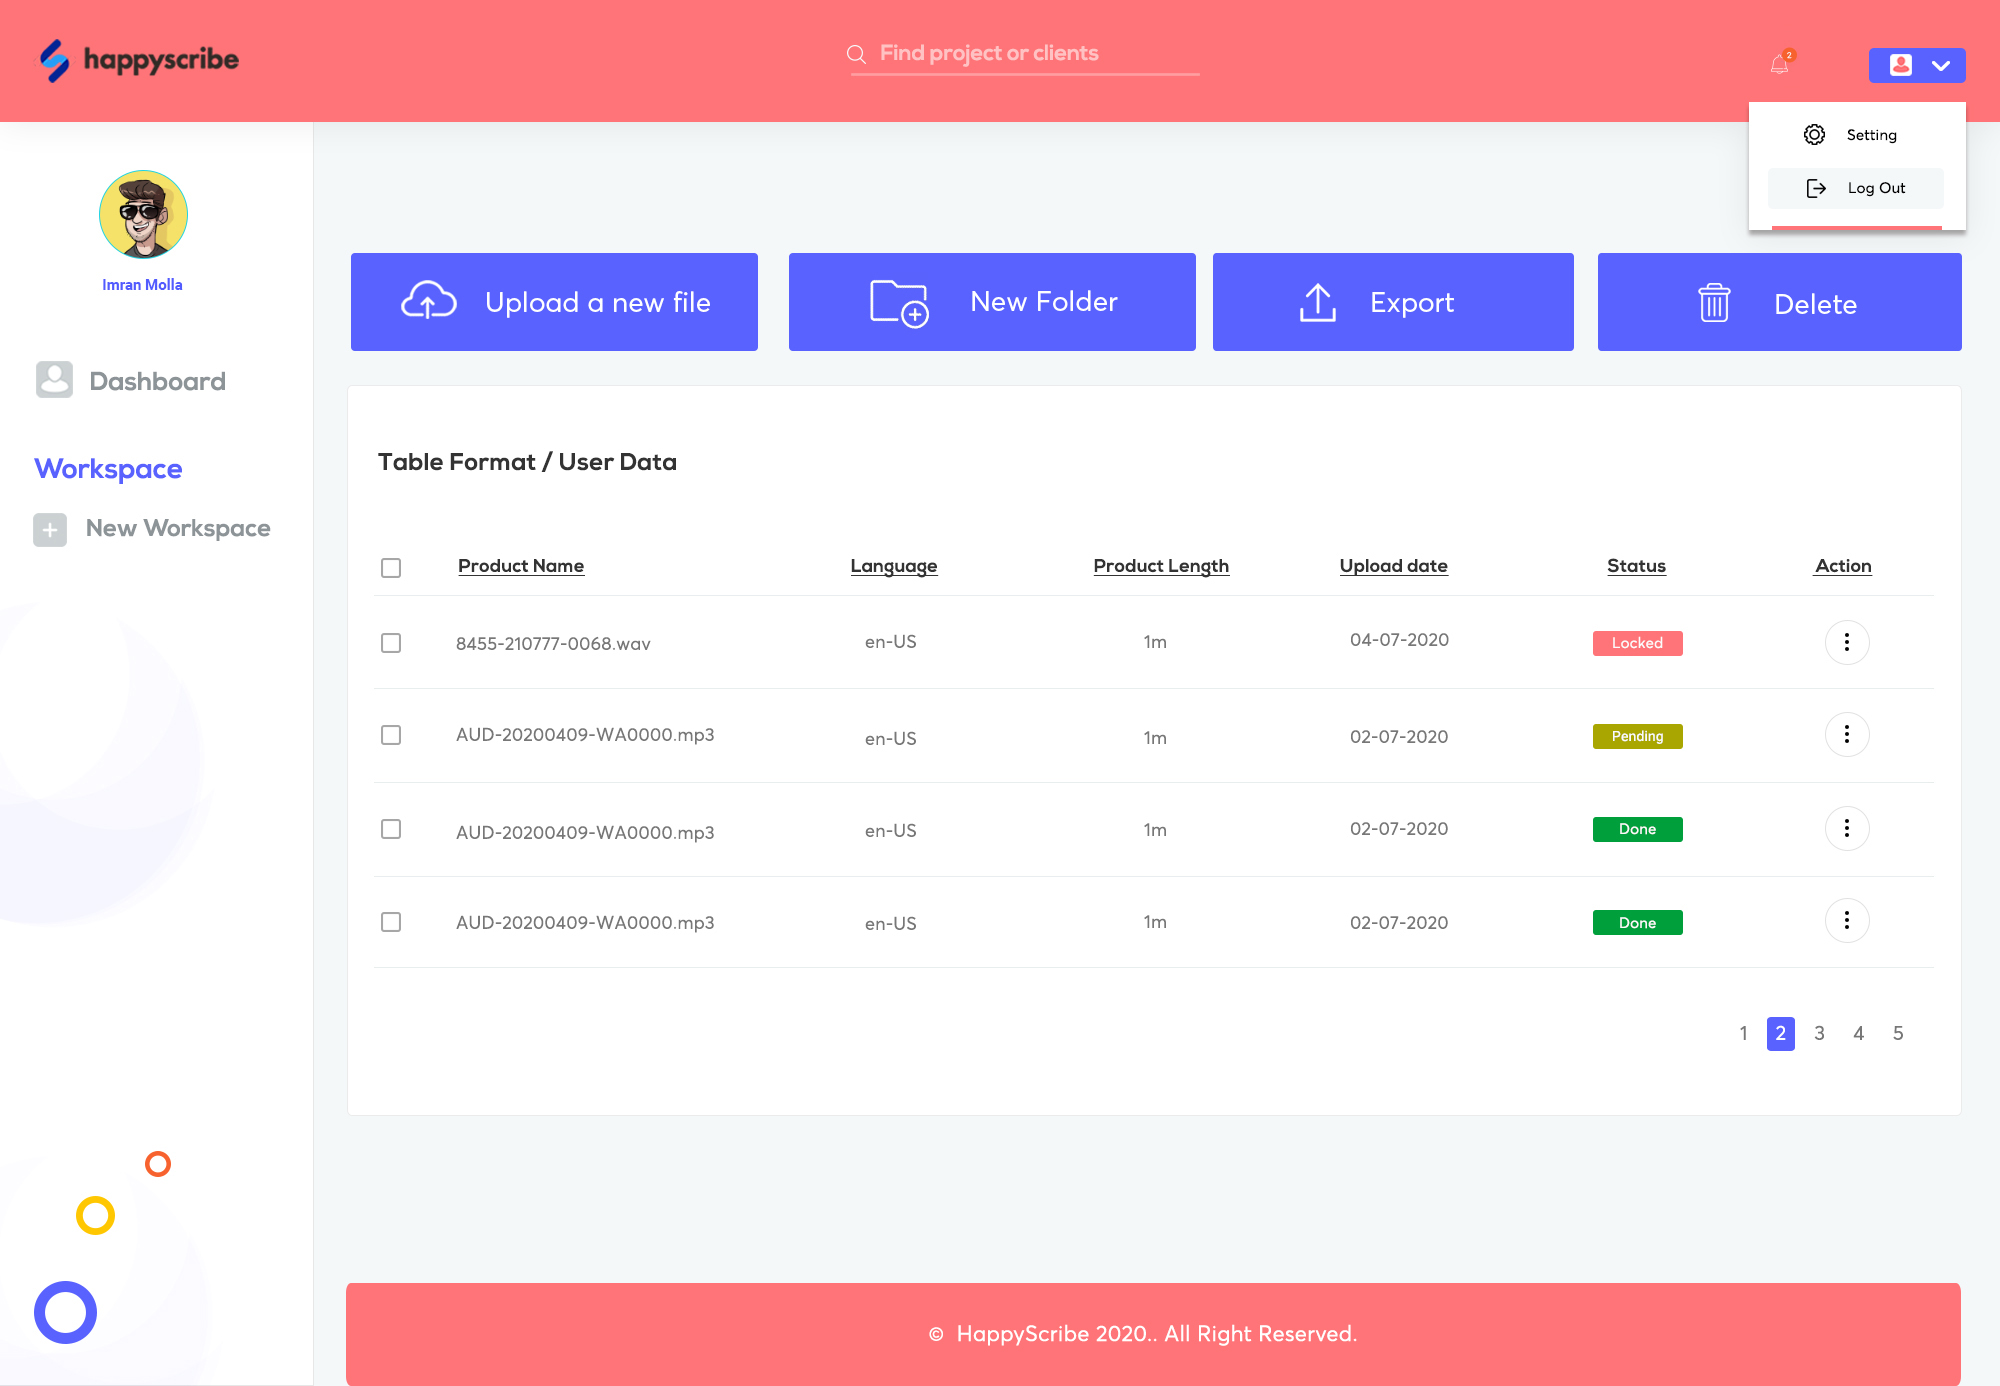 happyscribe
Find project or clients
2
Setting
Log Out
Imran Molla
Dashboard
Workspace
New Workspace
Upload a new file
New Folder
Export
Delete
Table Format / User Data
Product Name Language Product Length Upload date Status Action
8455-210777-0068.wav en-US 1m 04-07-2020 Locked
AUD-20200409-WA0000.mp3 en-US 1m 02-07-2020 Pending
AUD-20200409-WA0000.mp3 en-US 1m 02-07-2020 Done
AUD-20200409-WA0000.mp3 en-US 1m 02-07-2020 Done
1 2 3 4 5
© HappyScribe 2020.. All Right Reserved.